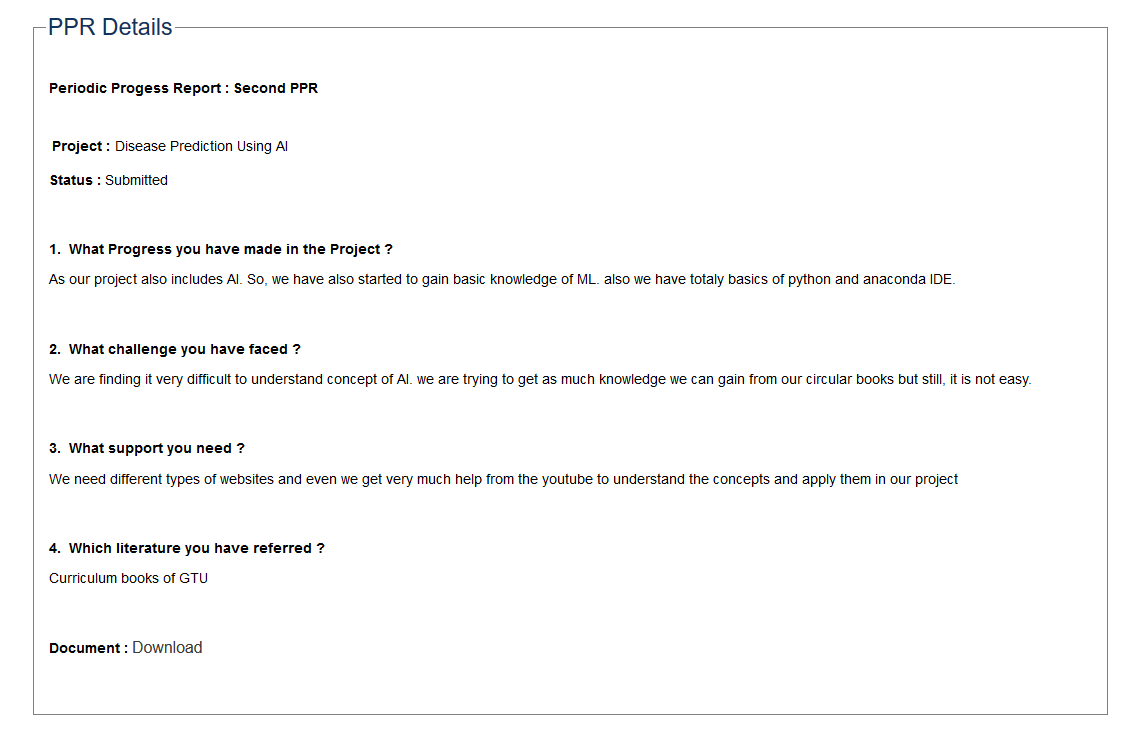 PPR Details
Periodic Progess Report : Second PPR
Project : Disease Prediction Using AI
Status : Submitted
1. What Progress you have made in the Project ?
As our project also includes AI. So, we have also started to gain basic knowledge of ML. also we have totaly basics of python and anaconda IDE.
2. What challenge you have faced ?
We are finding it very difficult to understand concept of AI. we are trying to get as much knowledge we can gain from our circular books but still, it is not easy.
3. What support you need ?
We need different types of websites and even we get very much help from the youtube to understand the concepts and apply them in our project
4. Which literature you have referred ?
Curriculum books of GTU
Document : Download